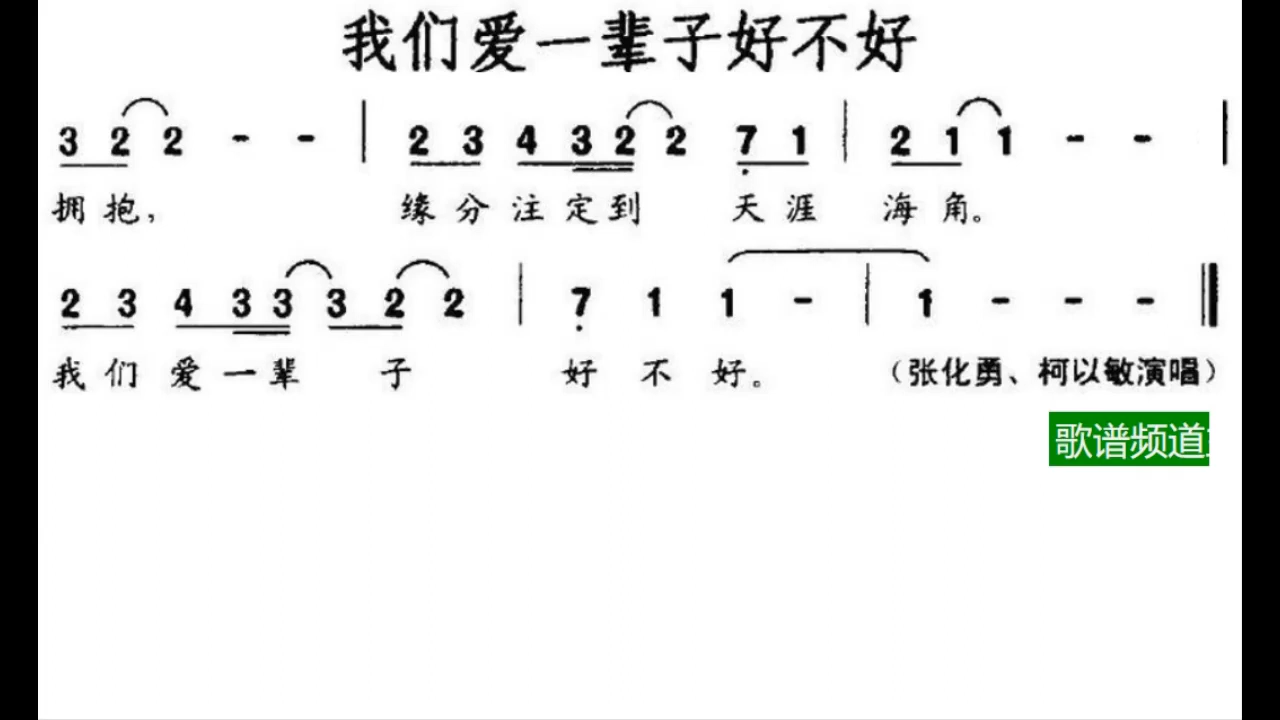 我们爱一辈子好不好
3 2 2 - - | 2 3 4 3 2 2 7 1 | 2 1 1 - - |
拥抱， 缘分注定到 天涯 海角。
2 3 4 3 3 3 2 2 | 7 1 1 - | 1 - - - ‖
我们爱一辈 子 好不好。 （张化勇、柯以敏演唱）
歌谱频道